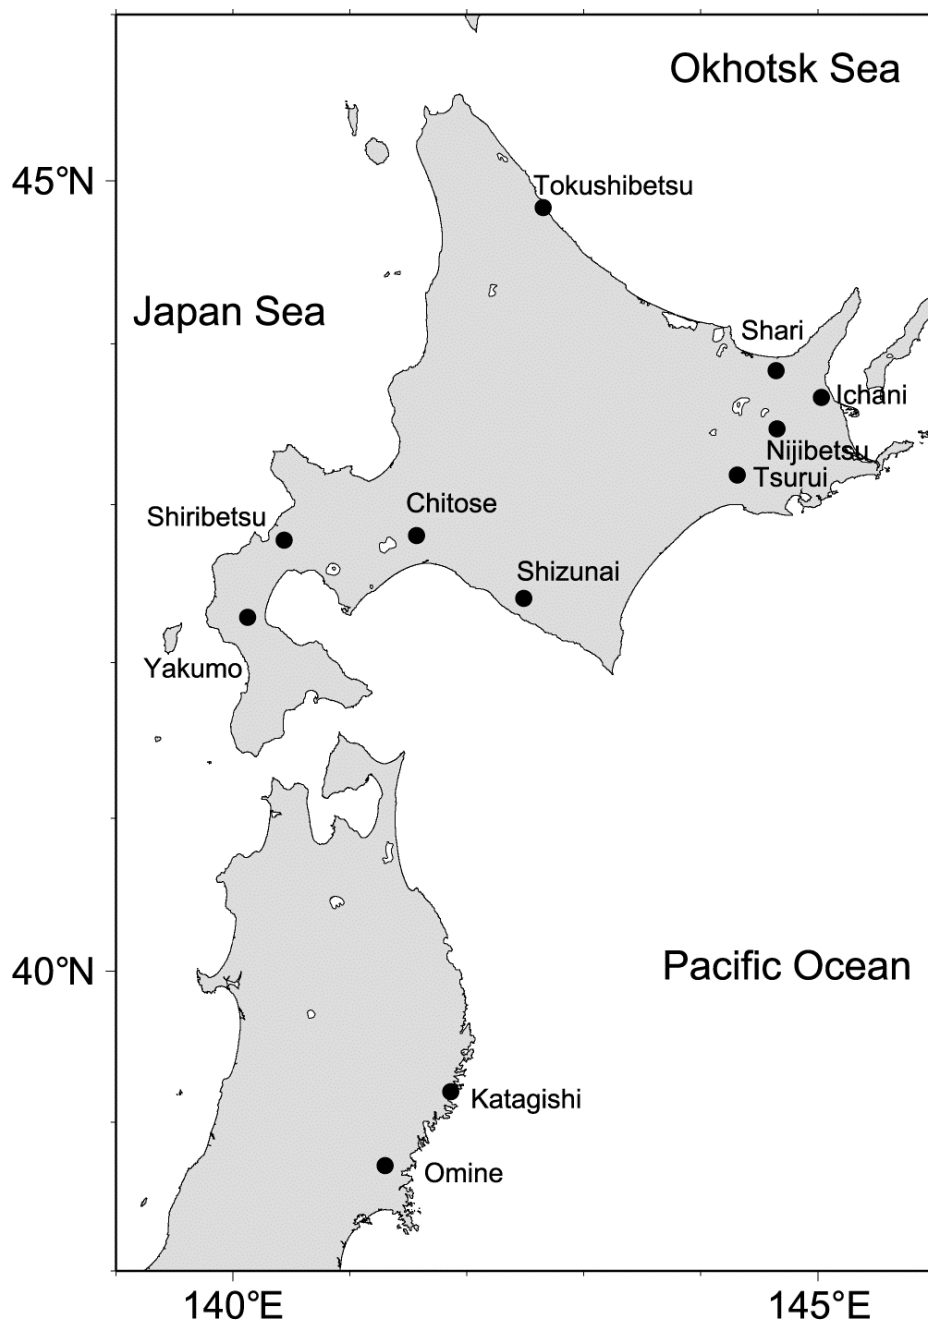 Okhotsk Sea
45°N
Tokushibetsu
Japan Sea
Shari
Ichani
Nijibetsu
Tsurui
Chitose
Shiribetsu
Shizunai
Yakumo
40°N
Pacific Ocean
Katagishi
Omine
140°E
145°E